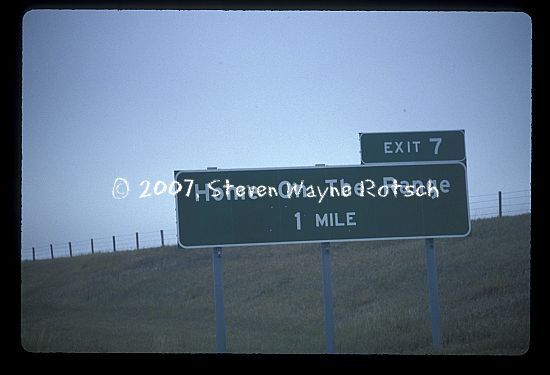 EXIT 7
Home On The Range
© 2007 Steven Wayne Rotsch
1 MILE